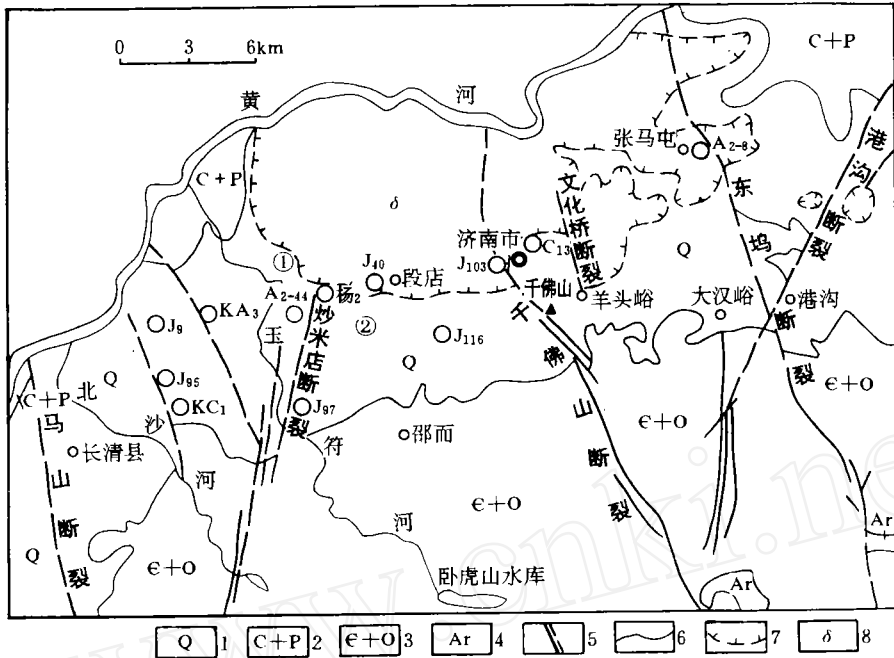 0 3 6km
C+P
黄
河
港沟断裂
张马屯
A₂₋₈
C+P
文化桥断裂
东坞断裂
δ
济南市
C₁₃
Q
①
J₄₀
段店
J₁₀₃
A₂₋₄₄
杨₂
千佛山
羊头峪
大汉峪
港沟
KA₃
玉
炒米店断裂
②
J₁₁₆
千佛山断裂
J₉
Q
Q
J₉₅
C+P
北
沙
河
KC₁
J₉₇
符
河
邵而
Є+O
马山断裂
长清县
Є+O
Ar
Q
Є+O
卧虎山水库
Ar
Q 1 C+P 2 Є+O 3 Ar 4 5 6 7 δ 8